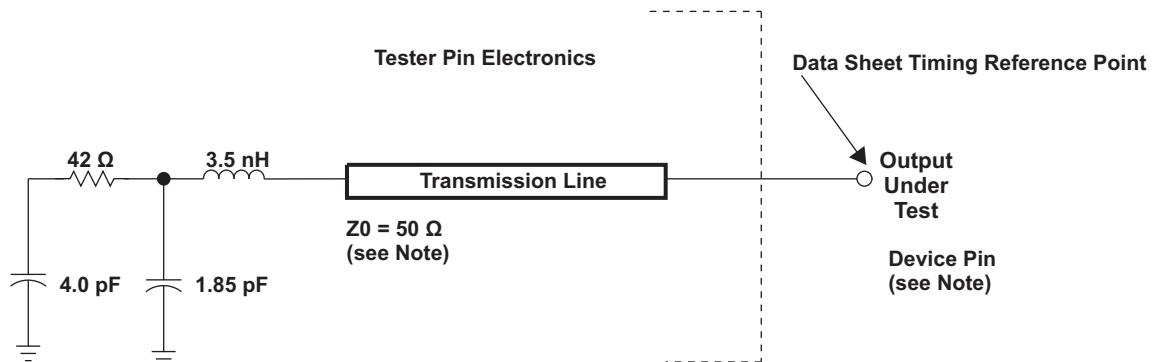 Tester Pin Electronics
Data Sheet Timing Reference Point
42 Ω
3.5 nH
Transmission Line
Output
Under
Test
Z0 = 50 Ω
(see Note)
Device Pin
(see Note)
4.0 pF
1.85 pF